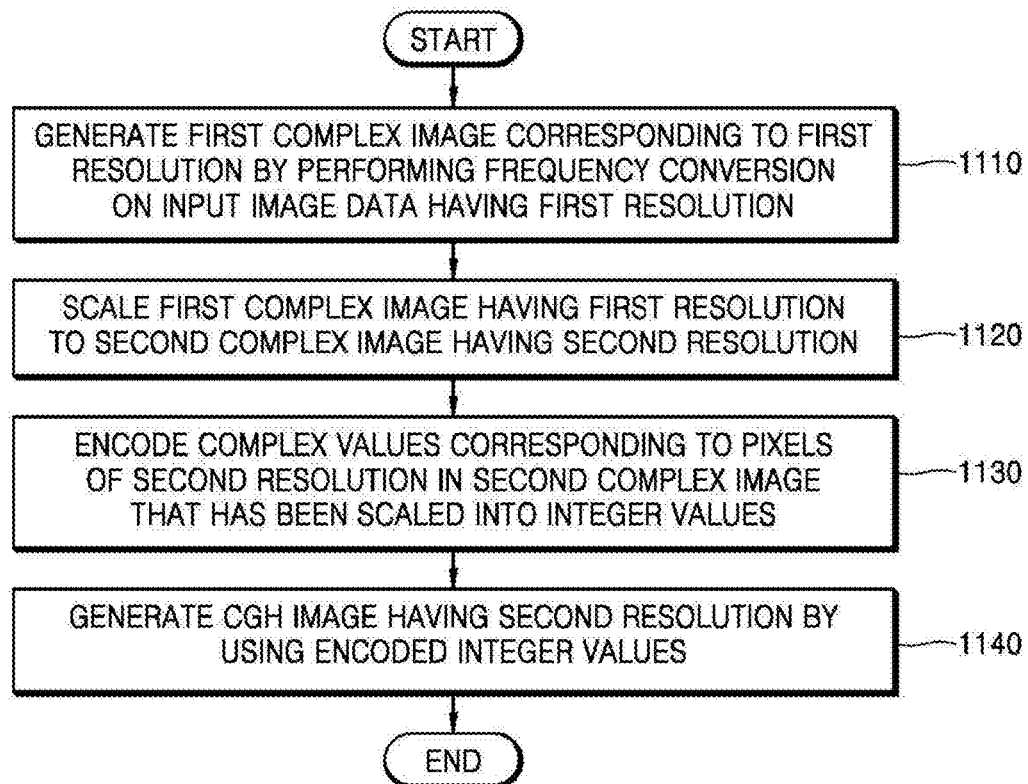 START
GENERATE FIRST COMPLEX IMAGE CORRESPONDING TO FIRST
RESOLUTION BY PERFORMING FREQUENCY CONVERSION
ON INPUT IMAGE DATA HAVING FIRST RESOLUTION
1110
SCALE FIRST COMPLEX IMAGE HAVING FIRST RESOLUTION
TO SECOND COMPLEX IMAGE HAVING SECOND RESOLUTION
1120
ENCODE COMPLEX VALUES CORRESPONDING TO PIXELS
OF SECOND RESOLUTION IN SECOND COMPLEX IMAGE
THAT HAS BEEN SCALED INTO INTEGER VALUES
1130
GENERATE CGH IMAGE HAVING SECOND RESOLUTION BY
USING ENCODED INTEGER VALUES
1140
END